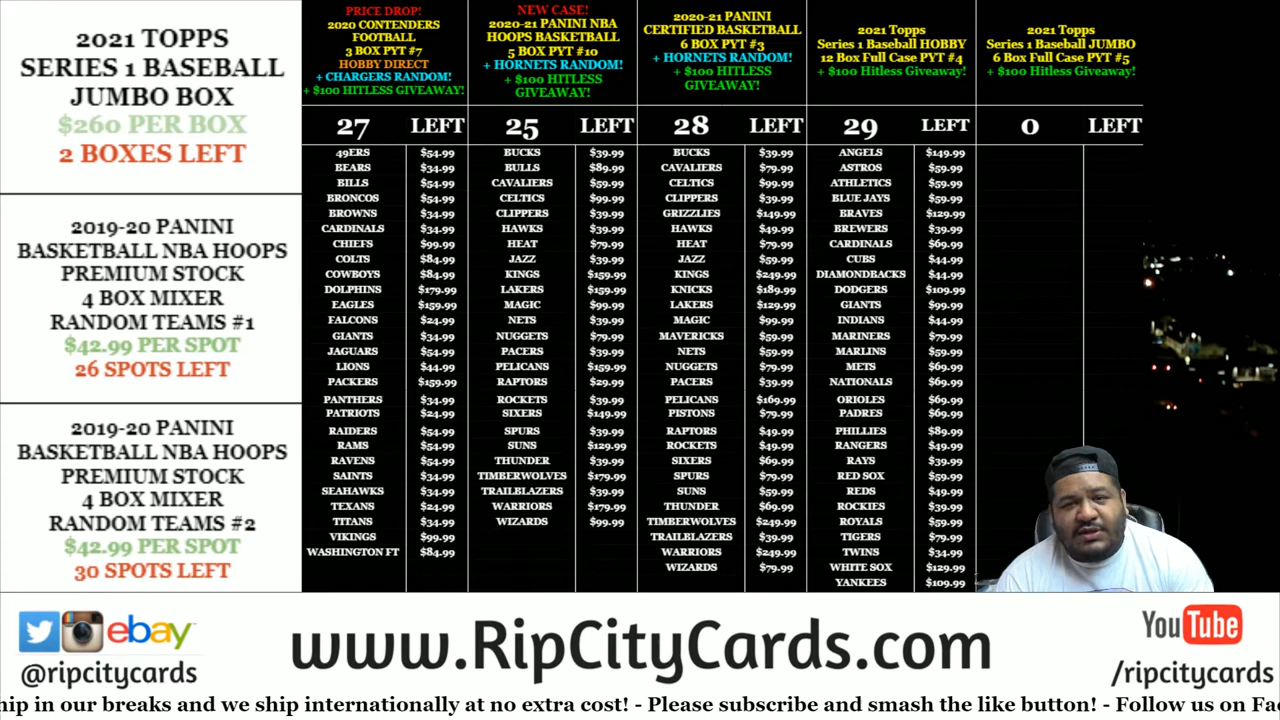 2021 TOPPS
SERIES 1 BASEBALL
JUMBO BOX
$260 PER BOX
2 BOXES LEFT
2019-20 PANINI
BASKETBALL NBA HOOPS
PREMIUM STOCK
4 BOX MIXER
RANDOM TEAMS #1
$42.99 PER SPOT
26 SPOTS LEFT
2019-20 PANINI
BASKETBALL NBA HOOPS
PREMIUM STOCK
4 BOX MIXER
RANDOM TEAMS #2
$42.99 PER SPOT
30 SPOTS LEFT
PRICE DROP!
2020 CONTENDERS
FOOTBALL
3 BOX PYT #7
HOBBY DIRECT
+ CHARGERS RANDOM!
+ $100 HITLESS GIVEAWAY!
27 LEFT
49ERS $54.99
BEARS $34.99
BILLS $54.99
BRONCOS $54.99
BROWNS $34.99
CARDINALS $34.99
CHIEFS $99.99
COLTS $84.99
COWBOYS $84.99
DOLPHINS $179.99
EAGLES $159.99
FALCONS $24.99
GIANTS $34.99
JAGUARS $54.99
LIONS $44.99
PACKERS $159.99
PANTHERS $34.99
PATRIOTS $24.99
RAIDERS $54.99
RAMS $54.99
RAVENS $54.99
SAINTS $34.99
SEAHAWKS $34.99
TEXANS $24.99
TITANS $34.99
VIKINGS $99.99
WASHINGTON FT $84.99
NEW CASE!
2020-21 PANINI NBA
HOOPS BASKETBALL
5 BOX PYT #10
+ HORNETS RANDOM!
+ $100 HITLESS
GIVEAWAY!
25 LEFT
BUCKS $39.99
BULLS $89.99
CAVALIERS $59.99
CELTICS $99.99
CLIPPERS $39.99
HAWKS $39.99
HEAT $79.99
JAZZ $39.99
KINGS $159.99
LAKERS $159.99
MAGIC $99.99
NETS $39.99
NUGGETS $79.99
PACERS $39.99
PELICANS $159.99
RAPTORS $29.99
ROCKETS $39.99
SIXERS $149.99
SPURS $39.99
SUNS $129.99
THUNDER $39.99
TIMBERWOLVES $179.99
TRAILBLAZERS $39.99
WARRIORS $179.99
WIZARDS $99.99
2020-21 PANINI
CERTIFIED BASKETBALL
6 BOX PYT #3
+ HORNETS RANDOM!
+ $100 HITLESS
GIVEAWAY!
28 LEFT
BUCKS $39.99
CAVALIERS $79.99
CELTICS $99.99
CLIPPERS $39.99
GRIZZLIES $149.99
HAWKS $49.99
HEAT $79.99
JAZZ $59.99
KINGS $249.99
KNICKS $189.99
LAKERS $129.99
MAGIC $99.99
MAVERICKS $59.99
NETS $59.99
NUGGETS $79.99
PACERS $39.99
PELICANS $169.99
PISTONS $79.99
RAPTORS $49.99
ROCKETS $49.99
SIXERS $69.99
SPURS $79.99
SUNS $59.99
THUNDER $69.99
TIMBERWOLVES $249.99
TRAILBLAZERS $39.99
WARRIORS $249.99
WIZARDS $79.99
2021 Topps
Series 1 Baseball HOBBY
12 Box Full Case PYT #4
+ $100 Hitless Giveaway!
29 LEFT
ANGELS $149.99
ASTROS $59.99
ATHLETICS $59.99
BLUE JAYS $59.99
BRAVES $129.99
BREWERS $39.99
CARDINALS $69.99
CUBS $44.99
DIAMONDBACKS $44.99
DODGERS $109.99
GIANTS $99.99
INDIANS $44.99
MARINERS $79.99
MARLINS $59.99
METS $69.99
NATIONALS $69.99
ORIOLES $69.99
PADRES $69.99
PHILLIES $89.99
RANGERS $49.99
RAYS $39.99
RED SOX $59.99
REDS $49.99
ROCKIES $39.99
ROYALS $59.99
TIGERS $79.99
TWINS $34.99
WHITE SOX $129.99
YANKEES $109.99
2021 Topps
Series 1 Baseball JUMBO
6 Box Full Case PYT #5
+ $100 Hitless Giveaway!
0 LEFT
ebay
@ripcitycards
www.RipCityCards.com
YouTube
/ripcitycards
hip in our breaks and we ship internationally at no extra cost! - Please subscribe and smash the like button! - Follow us on Fa